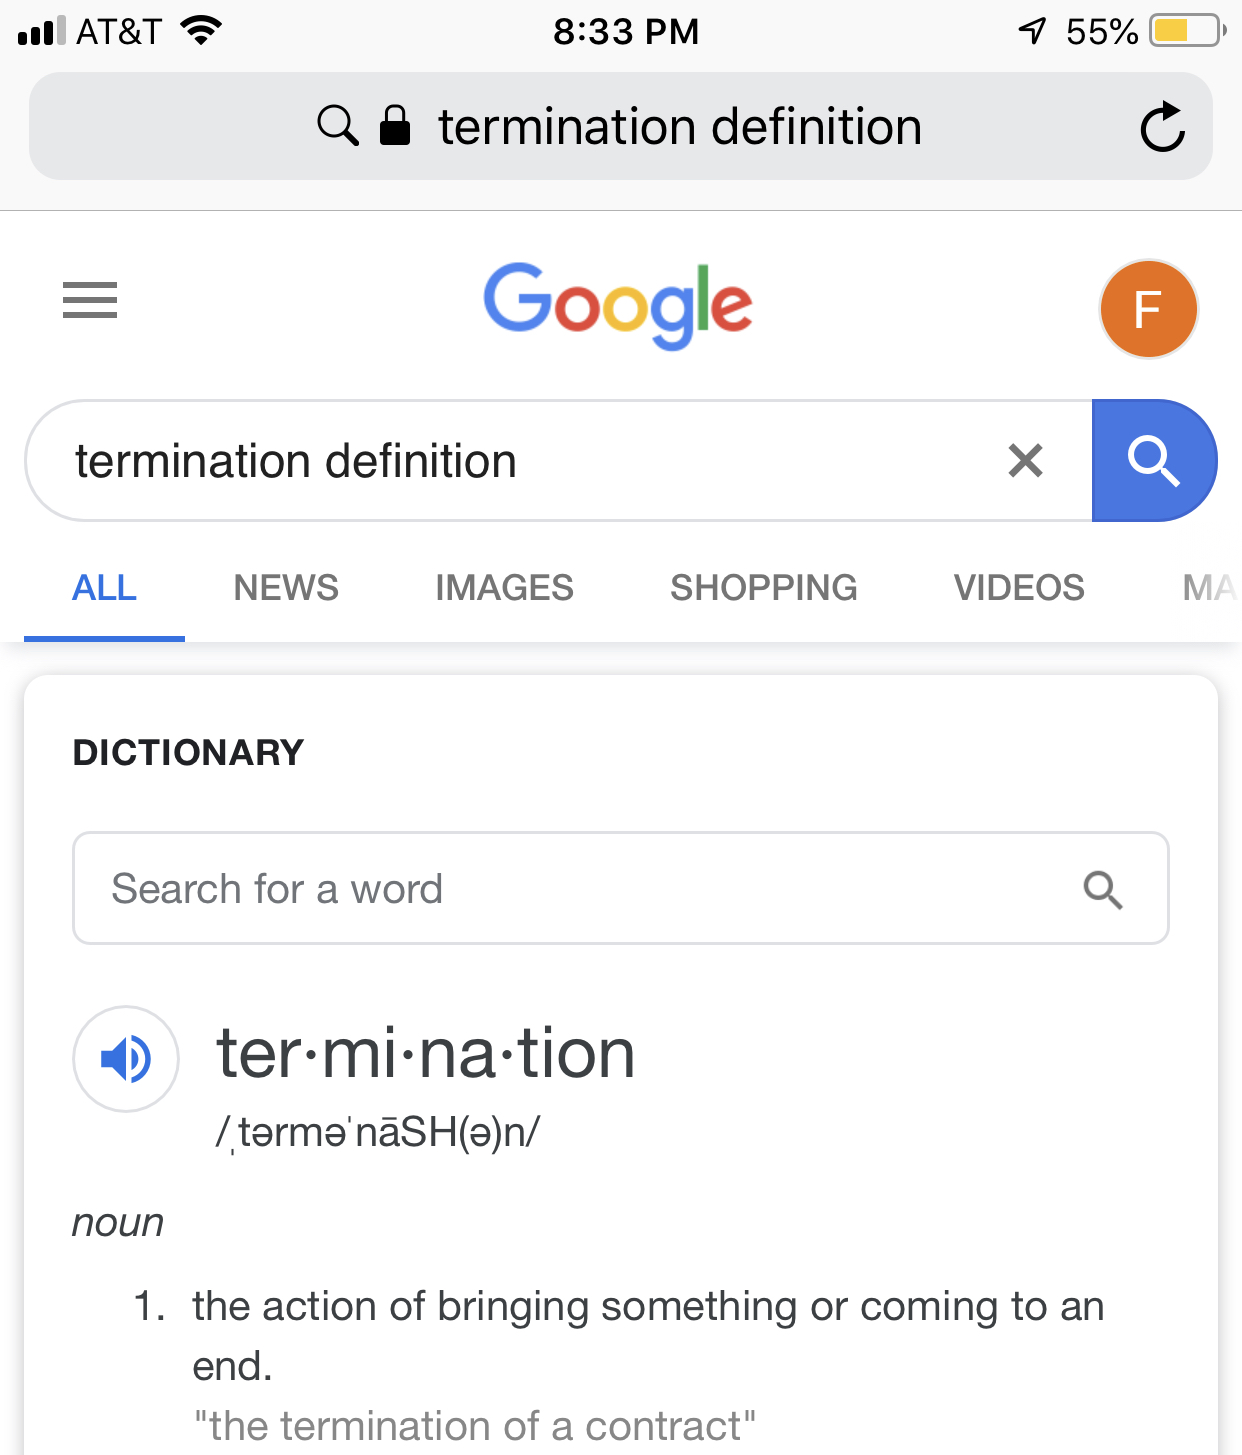 AT&T 8:33 PM 55%
termination definition
Google
F
termination definition
ALL NEWS IMAGES SHOPPING VIDEOS MA
DICTIONARY
Search for a word
ter·mi·na·tion
/ˌtərməˈnāSH(ə)n/
noun
1. the action of bringing something or coming to an
end.
"the termination of a contract"